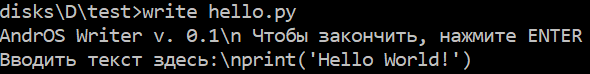 disks\D\test>write hello.py
AndrOS Writer v. 0.1\n Чтобы закончить, нажмите ENTER
Вводить текст здесь:\nprint('Hello World!')